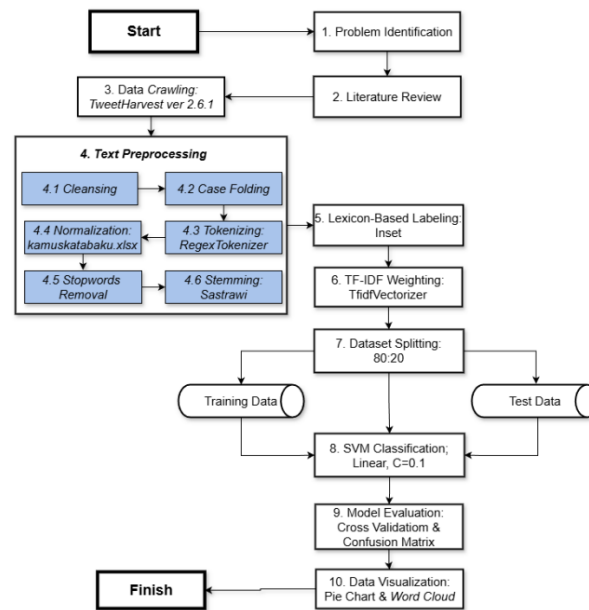 Start
1. Problem Identification
2. Literature Review
3. Data Crawling:
TweetHarvest ver 2.6.1
4. Text Preprocessing
4.1 Cleansing
4.2 Case Folding
4.3 Tokenizing:
RegexTokenizer
4.4 Normalization:
kamuskatabaku.xlsx
4.5 Stopwords
Removal
4.6 Stemming:
Sastrawi
5. Lexicon-Based Labeling:
Inset
6. TF-IDF Weighting:
TfidfVectorizer
7. Dataset Splitting:
80:20
Training Data
Test Data
8. SVM Classification;
Linear, C=0.1
9. Model Evaluation:
Cross Validatiom &
Confusion Matrix
10. Data Visualization:
Pie Chart & Word Cloud
Finish